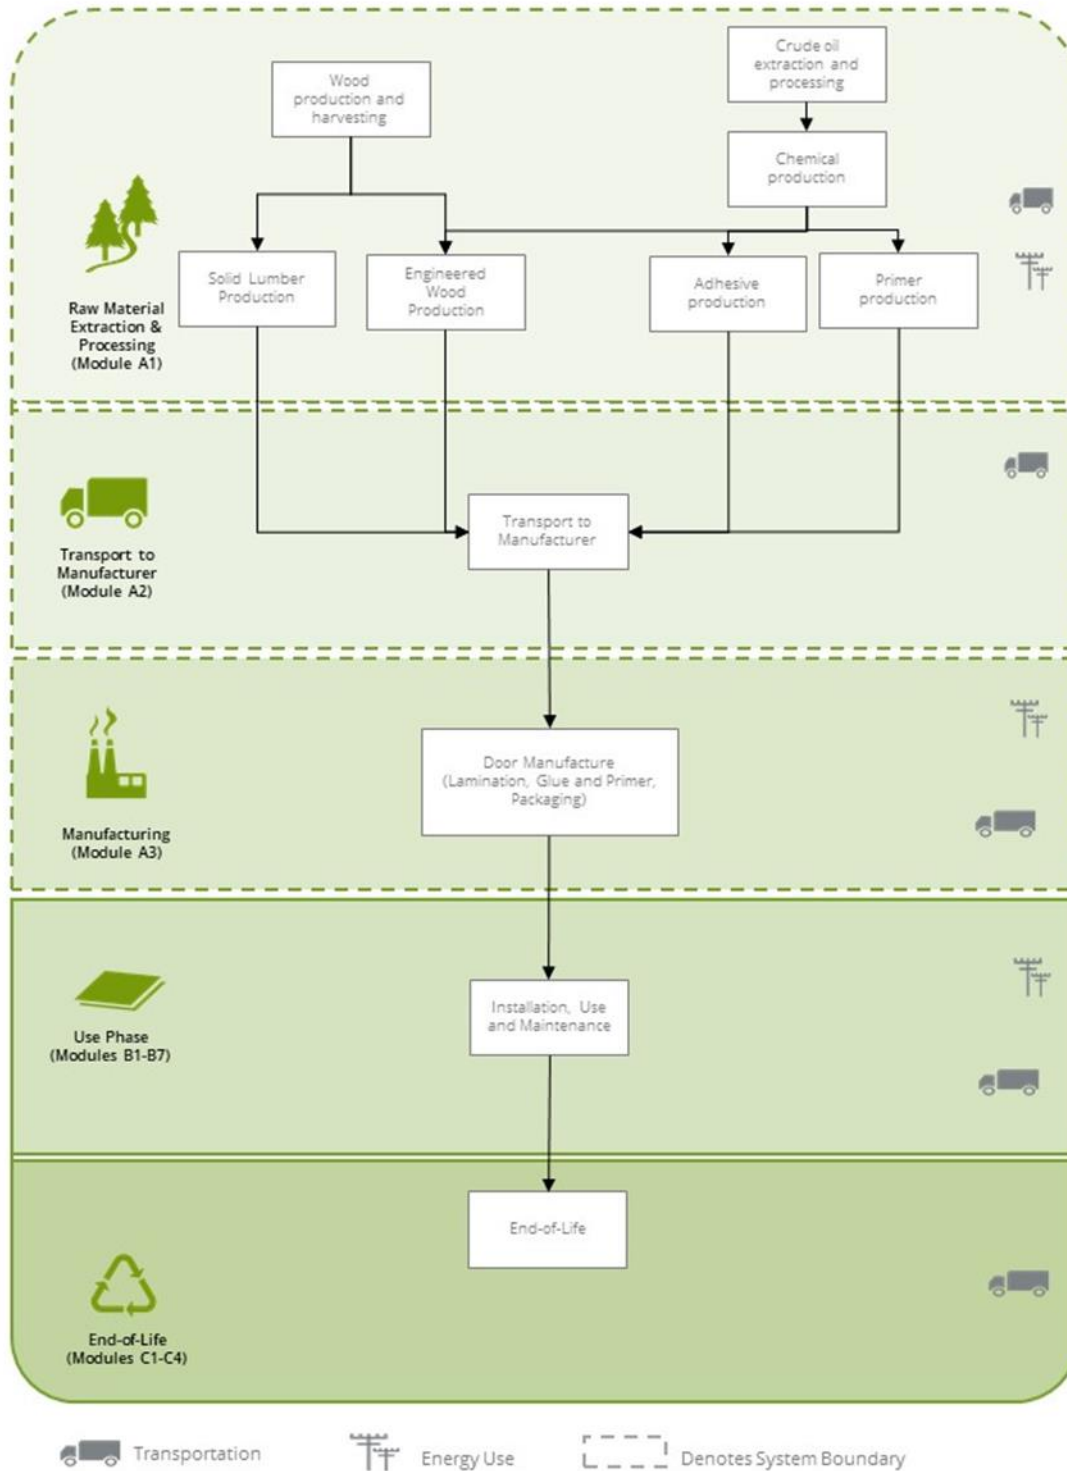 Crude oil
extraction and
processing
Wood
production and
harvesting
Chemical
production
Solid Lumber
Production
Engineered
Wood
Production
Adhesive
production
Primer
production
Raw Material
Extraction &
Processing
(Module A1)
Transport to
Manufacturer
Transport to
Manufacturer
(Module A2)
Door Manufacture
(Lamination, Glue and Primer,
Packaging)
Manufacturing
(Module A3)
Installation, Use
and Maintenance
Use Phase
(Modules B1-B7)
End-of-Life
End-of-Life
(Modules C1-C4)
Transportation
Energy Use
Denotes System Boundary